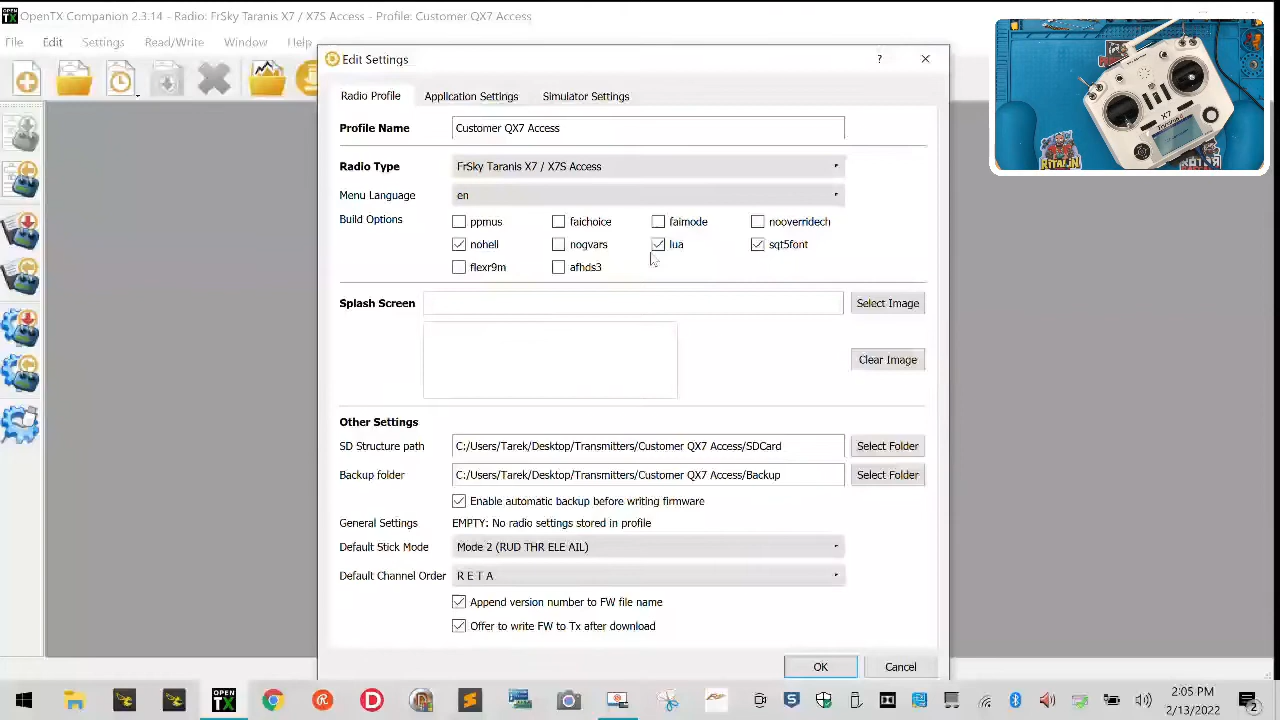 OpenTX Companion 2.3.14 - Radio: FrSky Taranis X7 / X7S Access - Profile: Customer QX7 Access
File Edit Settings Read/Write Window Help
Edit Settings ?
Radio Profile Application Settings Simulator Settings
Profile Name Customer QX7 Access
Radio Type FrSky Taranis X7 / X7S Access
Menu Language en
Build Options ppmus faichoice faimode nooverridech
noheli nogvars lua sqt5font
flexr9m afhds3
Splash Screen Select Image
Clear Image
Other Settings
SD Structure path C:/Users/Tarek/Desktop/Transmitters/Customer QX7 Access/SDCard Select Folder
Backup folder C:/Users/Tarek/Desktop/Transmitters/Customer QX7 Access/Backup Select Folder
Enable automatic backup before writing firmware
General Settings EMPTY: No radio settings stored in profile
Default Stick Mode Mode 2 (RUD THR ELE AIL)
Default Channel Order R E T A
Append version number to FW file name
Offer to write FW to Tx after download
OK Cancel
OPEN TX
2:05 PM
2/13/2022
2
X7
RITALIN